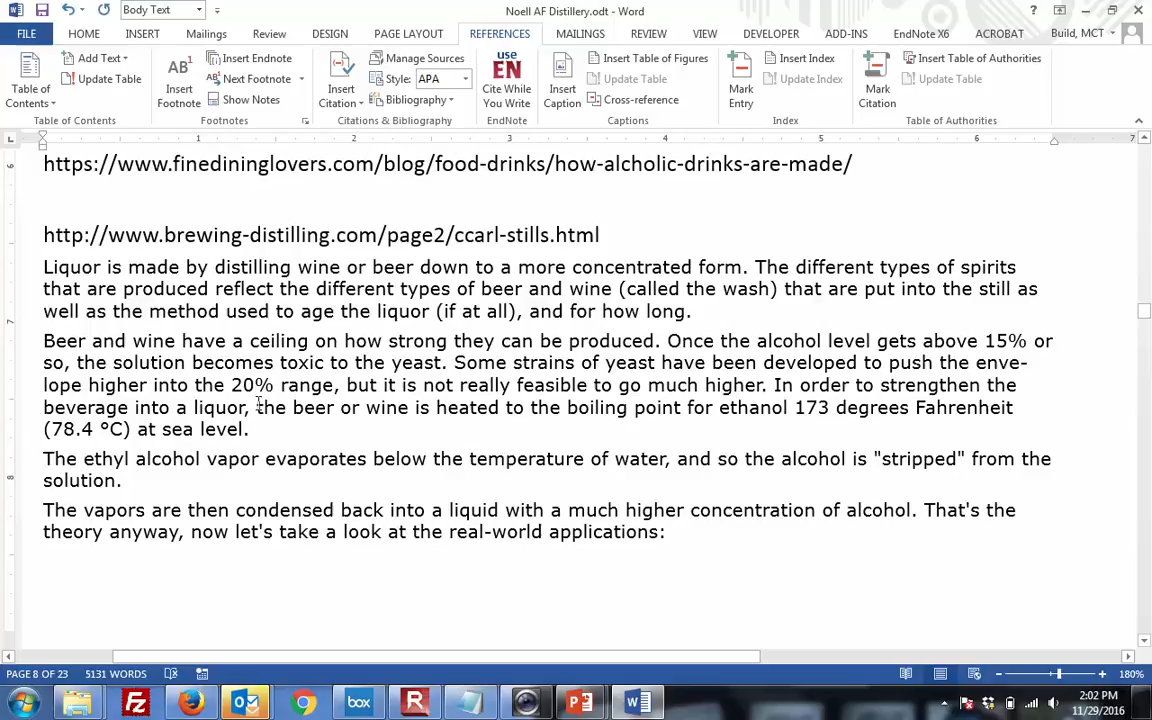 Body Text
Noell AF Distillery.odt - Word
FILE HOME INSERT Mailings Review DESIGN PAGE LAYOUT REFERENCES MAILINGS REVIEW VIEW DEVELOPER ADD-INS EndNote X6 ACROBAT Build, MCT
Table of Contents
Add Text
Update Table
Table of Contents
AB1
Insert Footnote
Insert Endnote
Next Footnote
Show Notes
Footnotes
Insert Citation
Manage Sources
Style: APA
Bibliography
Citations & Bibliography
use
EN
Cite While You Write
EndNote
Insert Caption
Insert Table of Figures
Update Table
Cross-reference
Captions
Mark Entry
Insert Index
Update Index
Index
Mark Citation
Insert Table of Authorities
Update Table
Table of Authorities
1 2 3 4 5 6 7
https://www.finedininglovers.com/blog/food-drinks/how-alcholic-drinks-are-made/
http://www.brewing-distilling.com/page2/ccarl-stills.html
Liquor is made by distilling wine or beer down to a more concentrated form. The different types of spirits
that are produced reflect the different types of beer and wine (called the wash) that are put into the still as
well as the method used to age the liquor (if at all), and for how long.
Beer and wine have a ceiling on how strong they can be produced. Once the alcohol level gets above 15% or
so, the solution becomes toxic to the yeast. Some strains of yeast have been developed to push the enve-
lope higher into the 20% range, but it is not really feasible to go much higher. In order to strengthen the
beverage into a liquor, the beer or wine is heated to the boiling point for ethanol 173 degrees Fahrenheit
(78.4 °C) at sea level.
The ethyl alcohol vapor evaporates below the temperature of water, and so the alcohol is "stripped" from the
solution.
The vapors are then condensed back into a liquid with a much higher concentration of alcohol. That's the
theory anyway, now let's take a look at the real-world applications:
PAGE 8 OF 23 5131 WORDS 180%
box
2:02 PM
11/29/2016